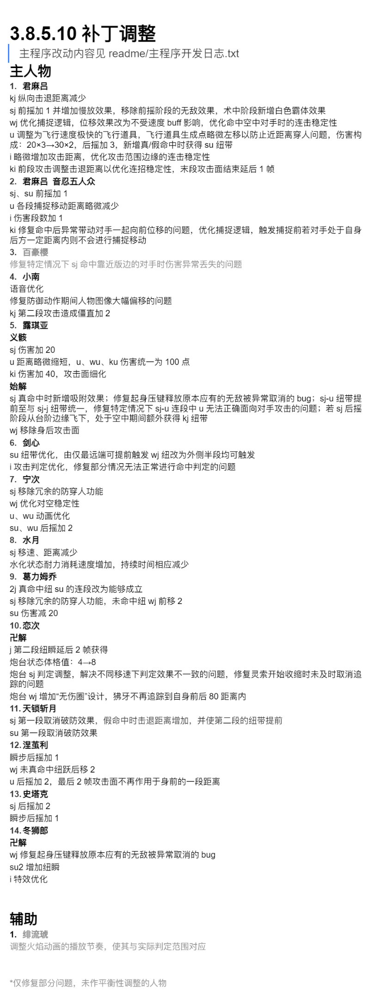 3.8.5.10 补丁调整
主程序改动内容见 readme/主程序开发日志.txt
主人物
1. 君麻吕
kj 纵向击退距离减少
sj 前摇加 1 并增加慢放效果，移除前摇阶段的无敌效果，术中阶段新增白色霸体效果
wj 优化捕捉逻辑，位移效果改为不受速度 buff 影响，优化命中空中对手时的连击稳定性
u 调整为飞行速度极快的飞行道具，飞行道具生成点略微左移以防止近距离穿人问题，伤害构
成：20×3→30×2，后摇加 3，新增真/假命中时获得 su 纽带
i 略微增加攻击距离，优化攻击范围边缘的连击稳定性
ki 前段攻击调整击退距离以优化连招稳定性，末段攻击面结束延后 1 帧
2. 君麻吕 音忍五人众
sj、su 前摇加 1
u 各段捕捉移动距离略微减少
i 伤害段数加 1
ki 修复命中后异常带动对手一起向前位移的问题，优化捕捉逻辑，触发捕捉前若对手处于自身
后方一定距离内则不会进行捕捉移动
3. 百豪樱
修复特定情况下 sj 命中靠近版边的对手时伤害异常丢失的问题
4. 小南
语音优化
修复防御动作期间人物图像大幅偏移的问题
kj 第二段攻击造成僵直加 2
5. 露琪亚
义骸
sj 伤害加 20
u 距离略微缩短，u、wu、ku 伤害统一为 100 点
ki 伤害加 40，攻击面细化
始解
sj 真命中时新增吸附效果；修复起身压键释放原本应有的无敌被异常取消的 bug；sj-u 纽带提
前至与 sj-j 纽带统一，修复特定情况下 sj-u 连段中 u 无法正确面向对手攻击的问题；若 sj 后摇
阶段从台阶边缘飞下，处于空中期间额外获得 kj 纽带
wj 移除身后攻击面
6. 剑心
su 纽带优化，由仅最远端可提前触发 wj 纽改为外侧半段均可触发
i 攻击判定优化，修复部分情况无法正常进行命中判定的问题
7. 宁次
sj 移除冗余的防穿人功能
wj 优化对空稳定性
u、wu 动画优化
su、wu 后摇加 2
8. 水月
sj 移速、距离减少
水化状态耐力消耗速度增加，持续时间相应减少
9. 葛力姆乔
2j 真命中纽 su 的连段改为能够成立
sj 移除冗余的防穿人功能，未命中纽 wj 前移 2
su 伤害减 20
10. 恋次
卍解
j 第二段纽瞬延后 2 帧获得
炮台状态体格值：4→8
炮台 sj 判定调整，解决不同移速下判定效果不一致的问题，修复灵索开始收缩时未及时取消追
踪的问题
炮台 wj 增加“无伤圈”设计，狒牙不再追踪到自身前后 80 距离内
11. 天锁斩月
sj 第一段取消破防效果，假命中时击退距离增加，并使第二段的纽带提前
su 第一段取消破防效果
12. 涅茧利
瞬步后摇加 1
wj 未真命中纽跃后移 2
u 后摇加 2，最后 2 帧攻击面不再作用于身前的一段距离
13. 史塔克
sj 后摇加 2
瞬步后摇加 1
14. 冬狮郎
卍解
wj 修复起身压键释放原本应有的无敌被异常取消的 bug
su2 增加纽瞬
i 特效优化
辅助
1. 绯流琥
调整火焰动画的播放节奏，使其与实际判定范围对应
*仅修复部分问题，未作平衡性调整的人物